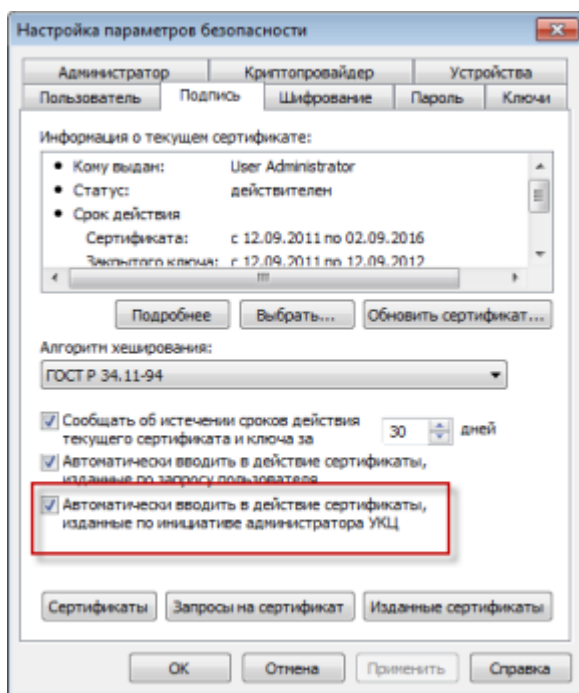 Настройка параметров безопасности
Администратор Криптопровайдер Устройства
Пользователь Подпись Шифрование Пароль Ключи
Информация о текущем сертификате:
• Кому выдан: User Administrator
• Статус: действителен
• Срок действия
Сертификата: с 12.09.2011 по 02.09.2016
Закрытого ключа: с 12.09.2011 по 12.09.2012
Подробнее Выбрать... Обновить сертификат...
Алгоритм хеширования:
ГОСТ Р 34.11-94
Сообщать об истечении сроков действия
текущего сертификата и ключа за 30 дней
Автоматически вводить в действие сертификаты,
изданные по запросу пользователя
Автоматически вводить в действие сертификаты,
изданные по инициативе администратора УКЦ
Сертификаты Запросы на сертификат Изданные сертификаты
ОК Отмена Применить Справка